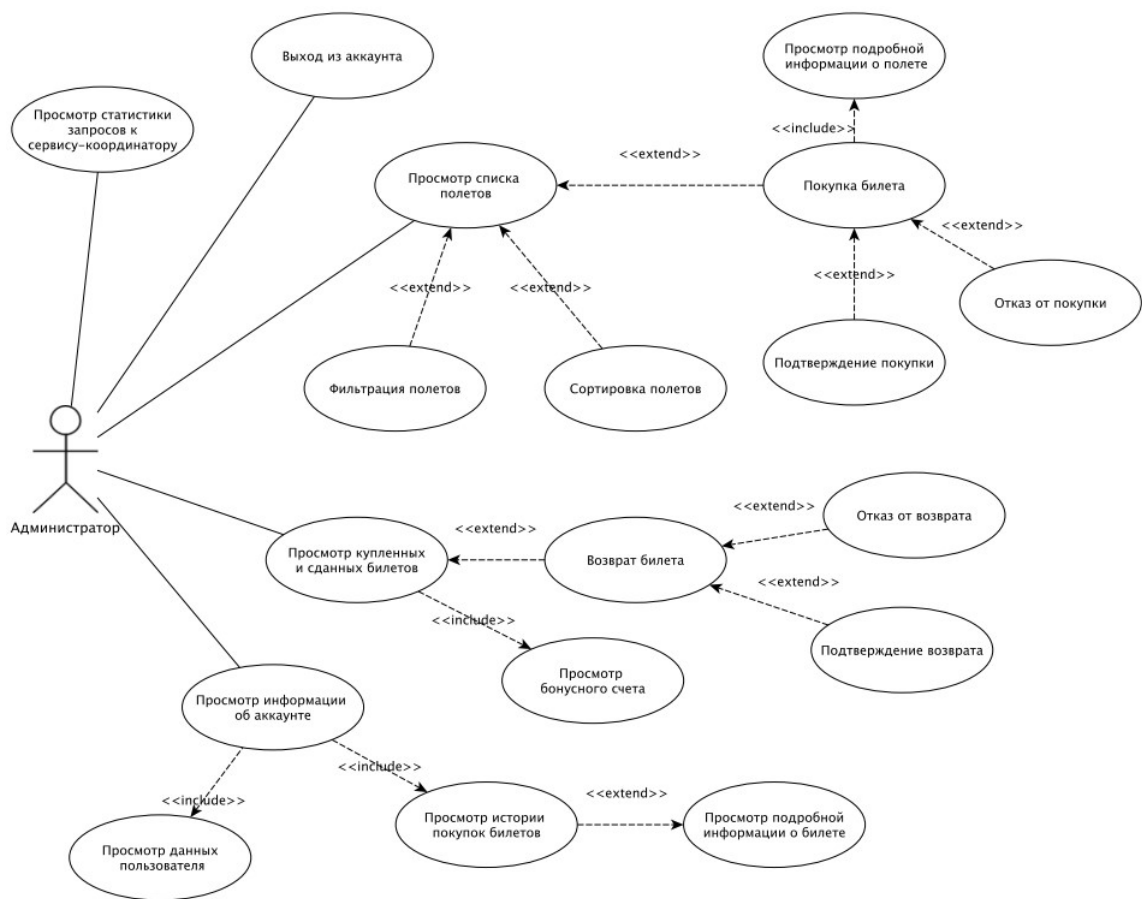 Выход из аккаунта
Просмотр подробной
информации о полете
Просмотр статистики
запросов к
сервису-координатору
<<include>>
<<extend>>
Просмотр списка
полетов
Покупка билета
<<extend>>
<<extend>>
<<extend>>
<<extend>>
Отказ от покупки
Фильтрация полетов
Сортировка полетов
Подтверждение покупки
Администратор
<<extend>>
Отказ от возврата
<<extend>>
Просмотр купленных
и сданных билетов
Возврат билета
<<extend>>
<<include>>
Подтверждение возврата
Просмотр
бонусного счета
Просмотр информации
об аккаунте
<<include>>
<<extend>>
<<include>>
Просмотр истории
покупок билетов
Просмотр подробной
информации о билете
Просмотр данных
пользователя